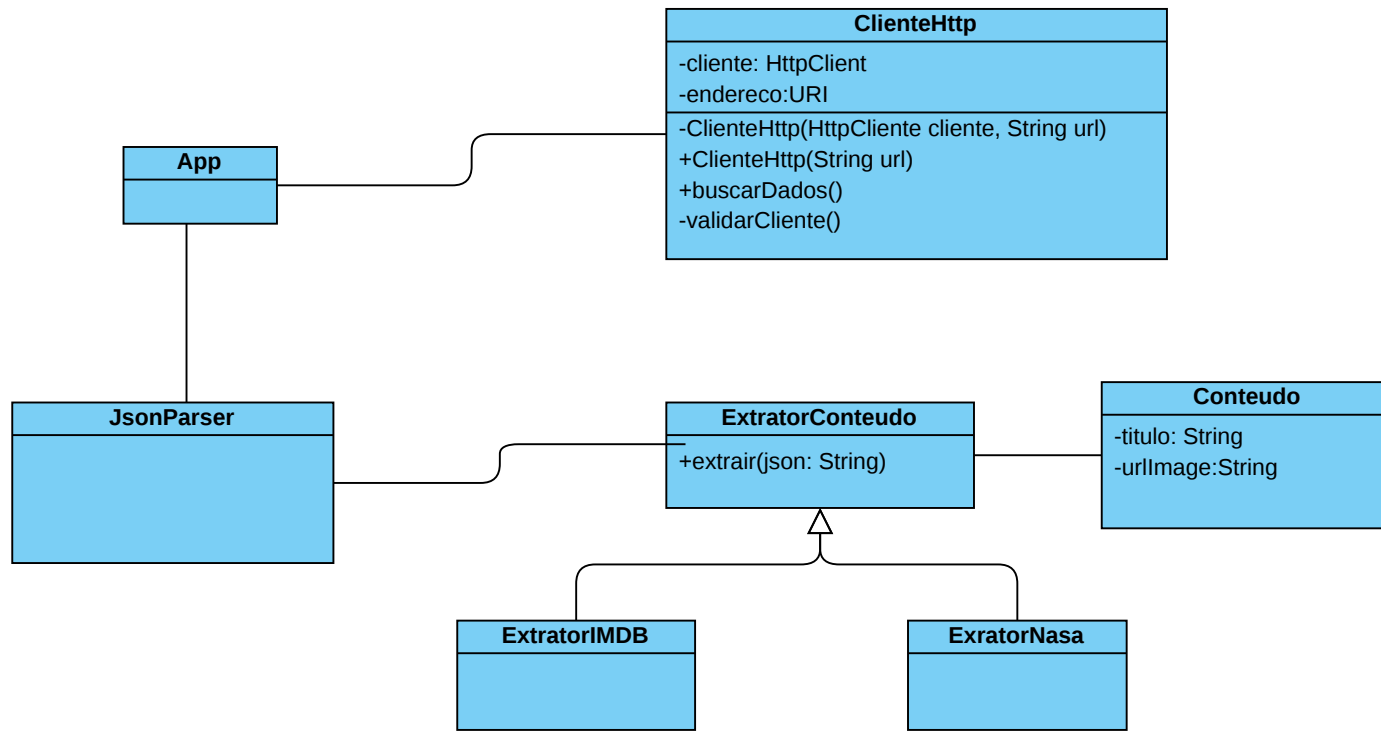 ClienteHttp
-cliente: HttpClient
-endereco:URI
-ClienteHttp(HttpCliente cliente, String url)
+ClienteHttp(String url)
+buscarDados()
-validarCliente()
App
JsonParser
ExtratorConteudo
+extrair(json: String)
Conteudo
-titulo: String
-urlImage:String
ExtratorIMDB
ExratorNasa